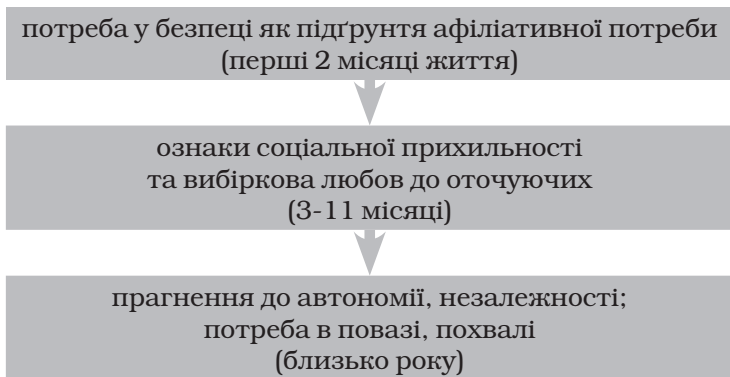 потреба у безпеці як підґрунтя афіліативної потреби
(перші 2 місяці життя)
ознаки соціальної прихильності
та вибіркова любов до оточуючих
(3-11 місяці)
прагнення до автономії, незалежності;
потреба в повазі, похвалі
(близько року)